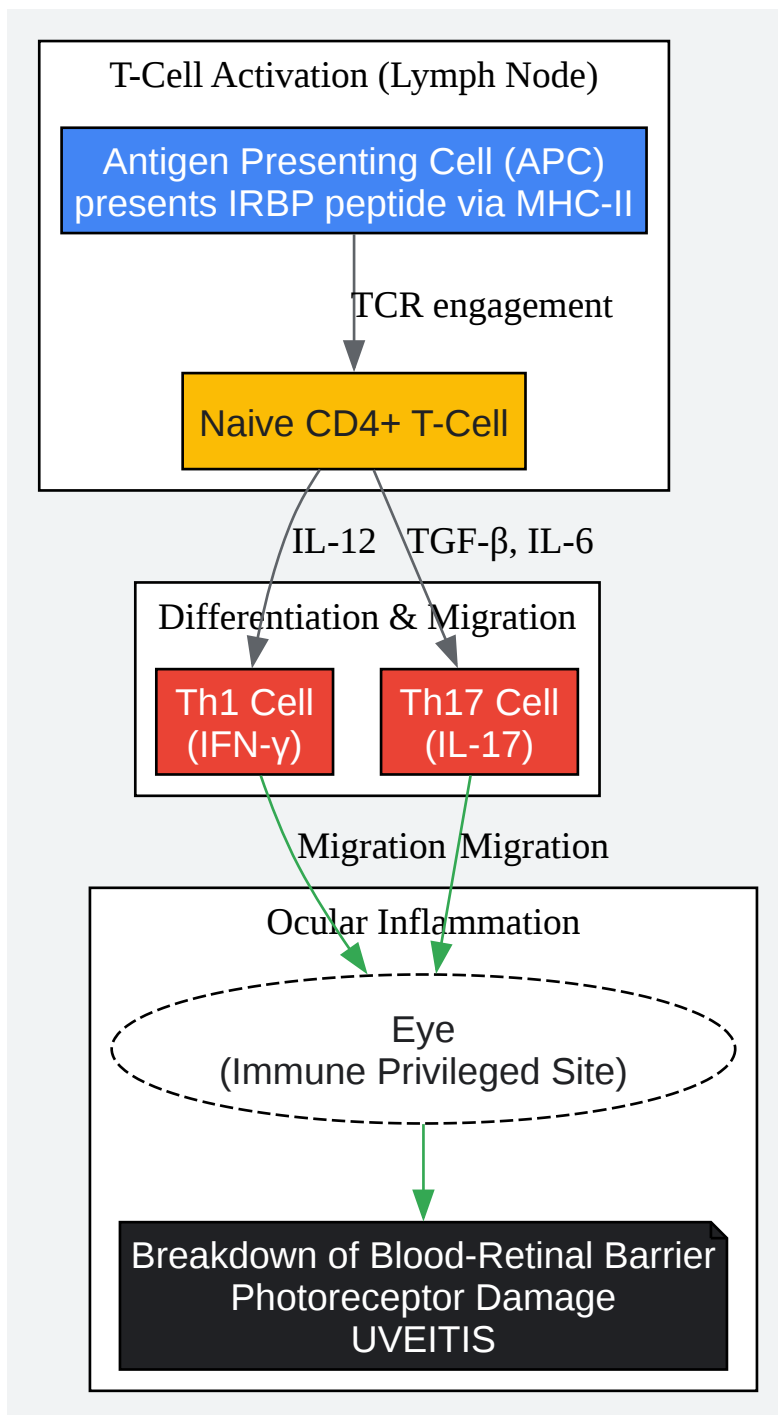 T-Cell Activation (Lymph Node)
Antigen Presenting Cell (APC)
presents IRBP peptide via MHC-II
TCR engagement
Naive CD4+ T-Cell
IL-12
TGF-β, IL-6
Differentiation & Migration
Th1 Cell
(IFN-γ)
Th17 Cell
(IL-17)
Migration
Migration
Ocular Inflammation
Eye
(Immune Privileged Site)
Breakdown of Blood-Retinal Barrier
Photoreceptor Damage
UVEITIS